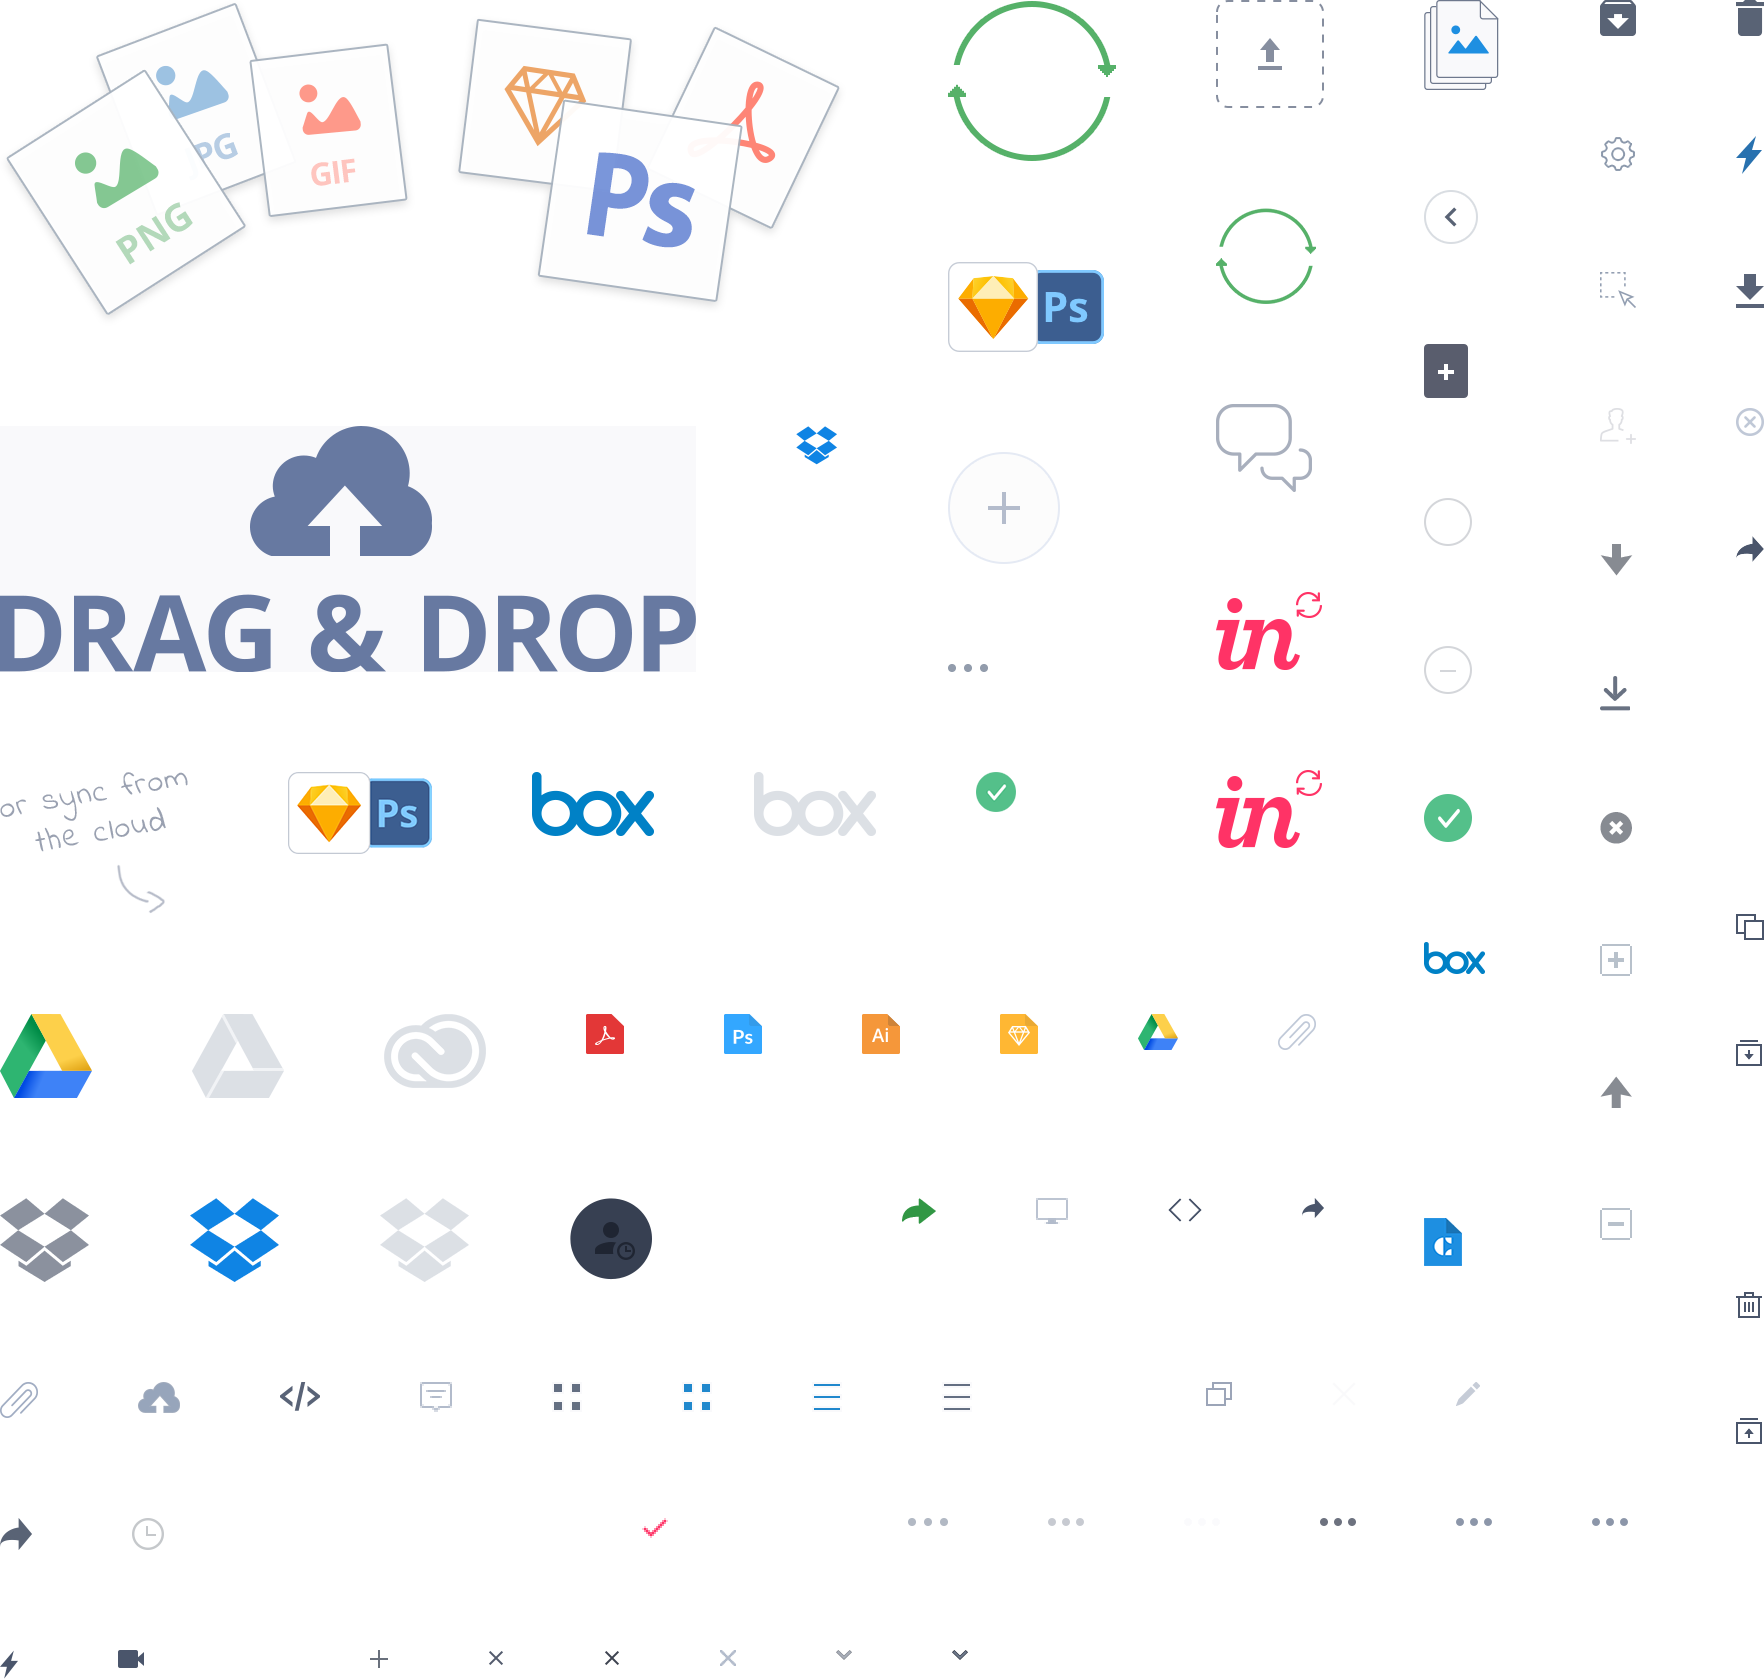 JPG
GIF
PNG
Ps
Ps
DRAG & DROP
in
or sync from
the cloud
Ps
box
box
in
box
Ps
Ai